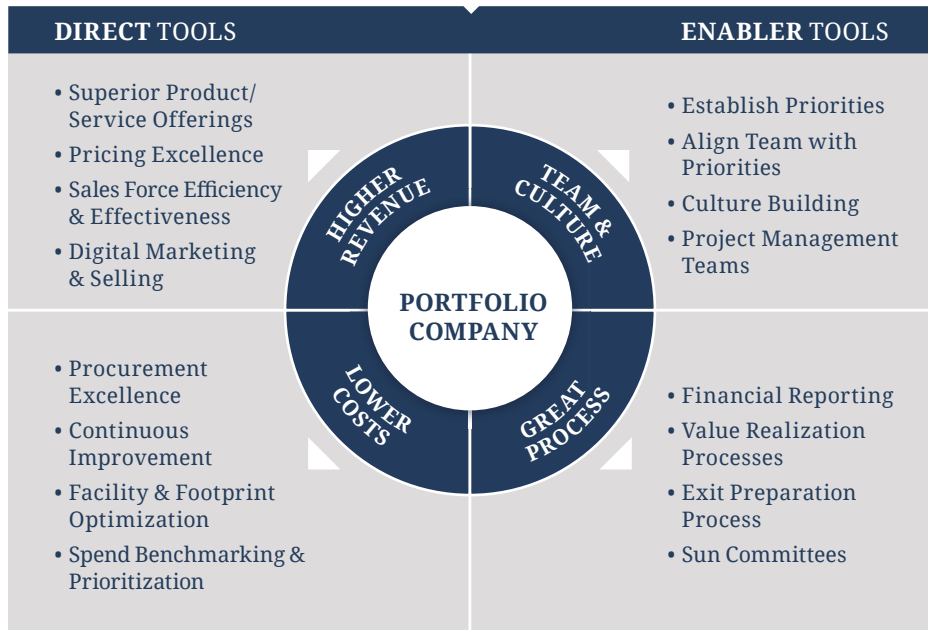 DIRECT TOOLS
ENABLER TOOLS
• Superior Product/
Service Offerings
• Pricing Excellence
• Sales Force Efficiency
& Effectiveness
• Digital Marketing
& Selling
• Establish Priorities
• Align Team with
Priorities
• Culture Building
• Project Management
Teams
HIGHER
REVENUE
TEAM &
CULTURE
PORTFOLIO
COMPANY
LOWER
COSTS
GREAT
PROCESS
• Procurement
Excellence
• Continuous
Improvement
• Facility & Footprint
Optimization
• Spend Benchmarking &
Prioritization
• Financial Reporting
• Value Realization
Processes
• Exit Preparation
Process
• Sun Committees